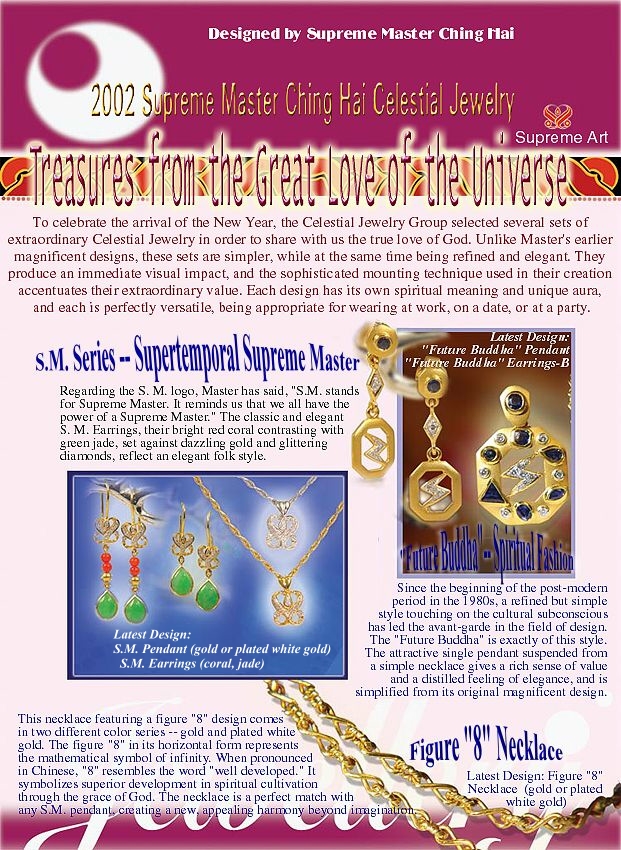 Designed by Supreme Master Ching Hai
2002 Supreme Master Ching Hai Celestial Jewelry
Supreme Art
Treasures from the Great Love of the Universe
To celebrate the arrival of the New Year, the Celestial Jewelry Group selected several sets of
extraordinary Celestial Jewelry in order to share with us the true love of God. Unlike Master's earlier
magnificent designs, these sets are simpler, while at the same time being refined and elegant. They
produce an immediate visual impact, and the sophisticated mounting technique used in their creation
accentuates their extraordinary value. Each design has its own spiritual meaning and unique aura,
and each is perfectly versatile, being appropriate for wearing at work, on a date, or at a party.
S.M. Series -- Supertemporal Supreme Master
Regarding the S. M. logo, Master has said, "S.M. stands
for Supreme Master. It reminds us that we all have the
power of a Supreme Master." The classic and elegant
S. M. Earrings, their bright red coral contrasting with
green jade, set against dazzling gold and glittering
diamonds, reflect an elegant folk style.
Latest Design:
S.M. Pendant (gold or plated white gold)
S.M. Earrings (coral, jade)
Latest Design:
"Future Buddha" Pendant
"Future Buddha" Earrings-B
"Future Buddha" -- Spiritual Fashion
Since the beginning of the post-modern
period in the 1980s, a refined but simple
style touching on the cultural subconscious
has led the avant-garde in the field of design.
The "Future Buddha" is exactly of this style.
The attractive single pendant suspended from
a simple necklace gives a rich sense of value
and a distilled feeling of elegance, and is
simplified from its original magnificent design.
This necklace featuring a figure "8" design comes
in two different color series -- gold and plated white
gold. The figure "8" in its horizontal form represents
the mathematical symbol of infinity. When pronounced
in Chinese, "8" resembles the word "well developed." It
symbolizes superior development in spiritual cultivation
through the grace of God. The necklace is a perfect match with
any S.M. pendant, creating a new, appealing harmony beyond imagination.
Figure "8" Necklace
Latest Design: Figure "8"
Necklace (gold or plated
white gold)